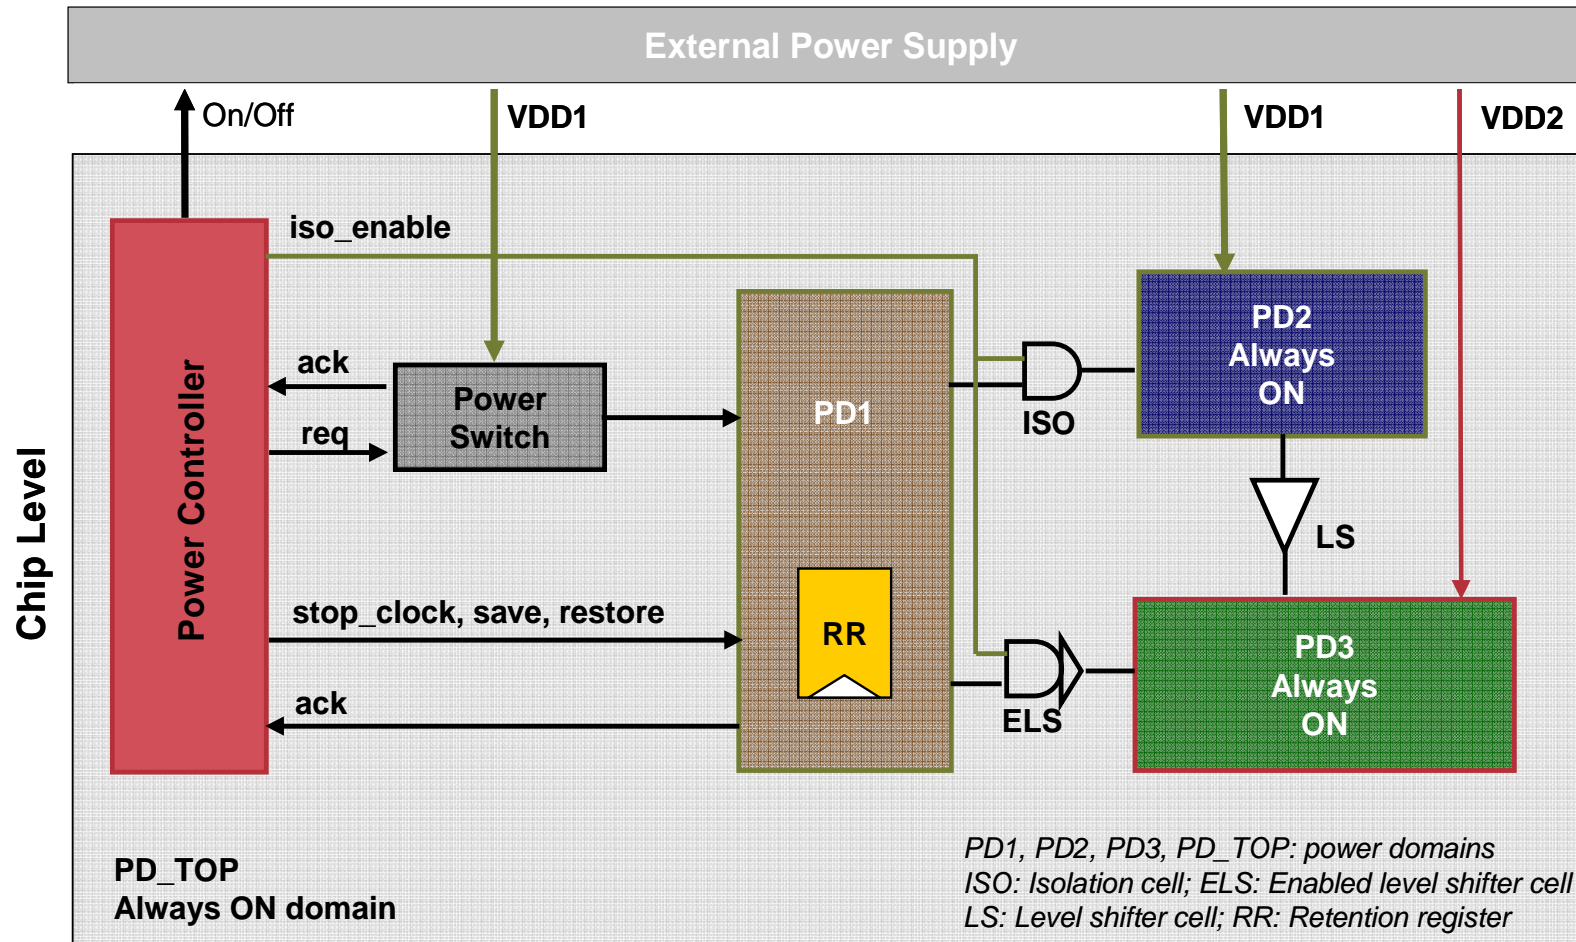 External Power Supply
On/Off
VDD1
VDD1
VDD2
iso_enable
ack
req
Power
Switch
Power Controller
Chip Level
PD1
ISO
PD2
Always
ON
LS
stop_clock, save, restore
RR
ack
ELS
PD3
Always
ON
PD_TOP
Always ON domain
PD1, PD2, PD3, PD_TOP: power domains
ISO: Isolation cell; ELS: Enabled level shifter cell
LS: Level shifter cell; RR: Retention register